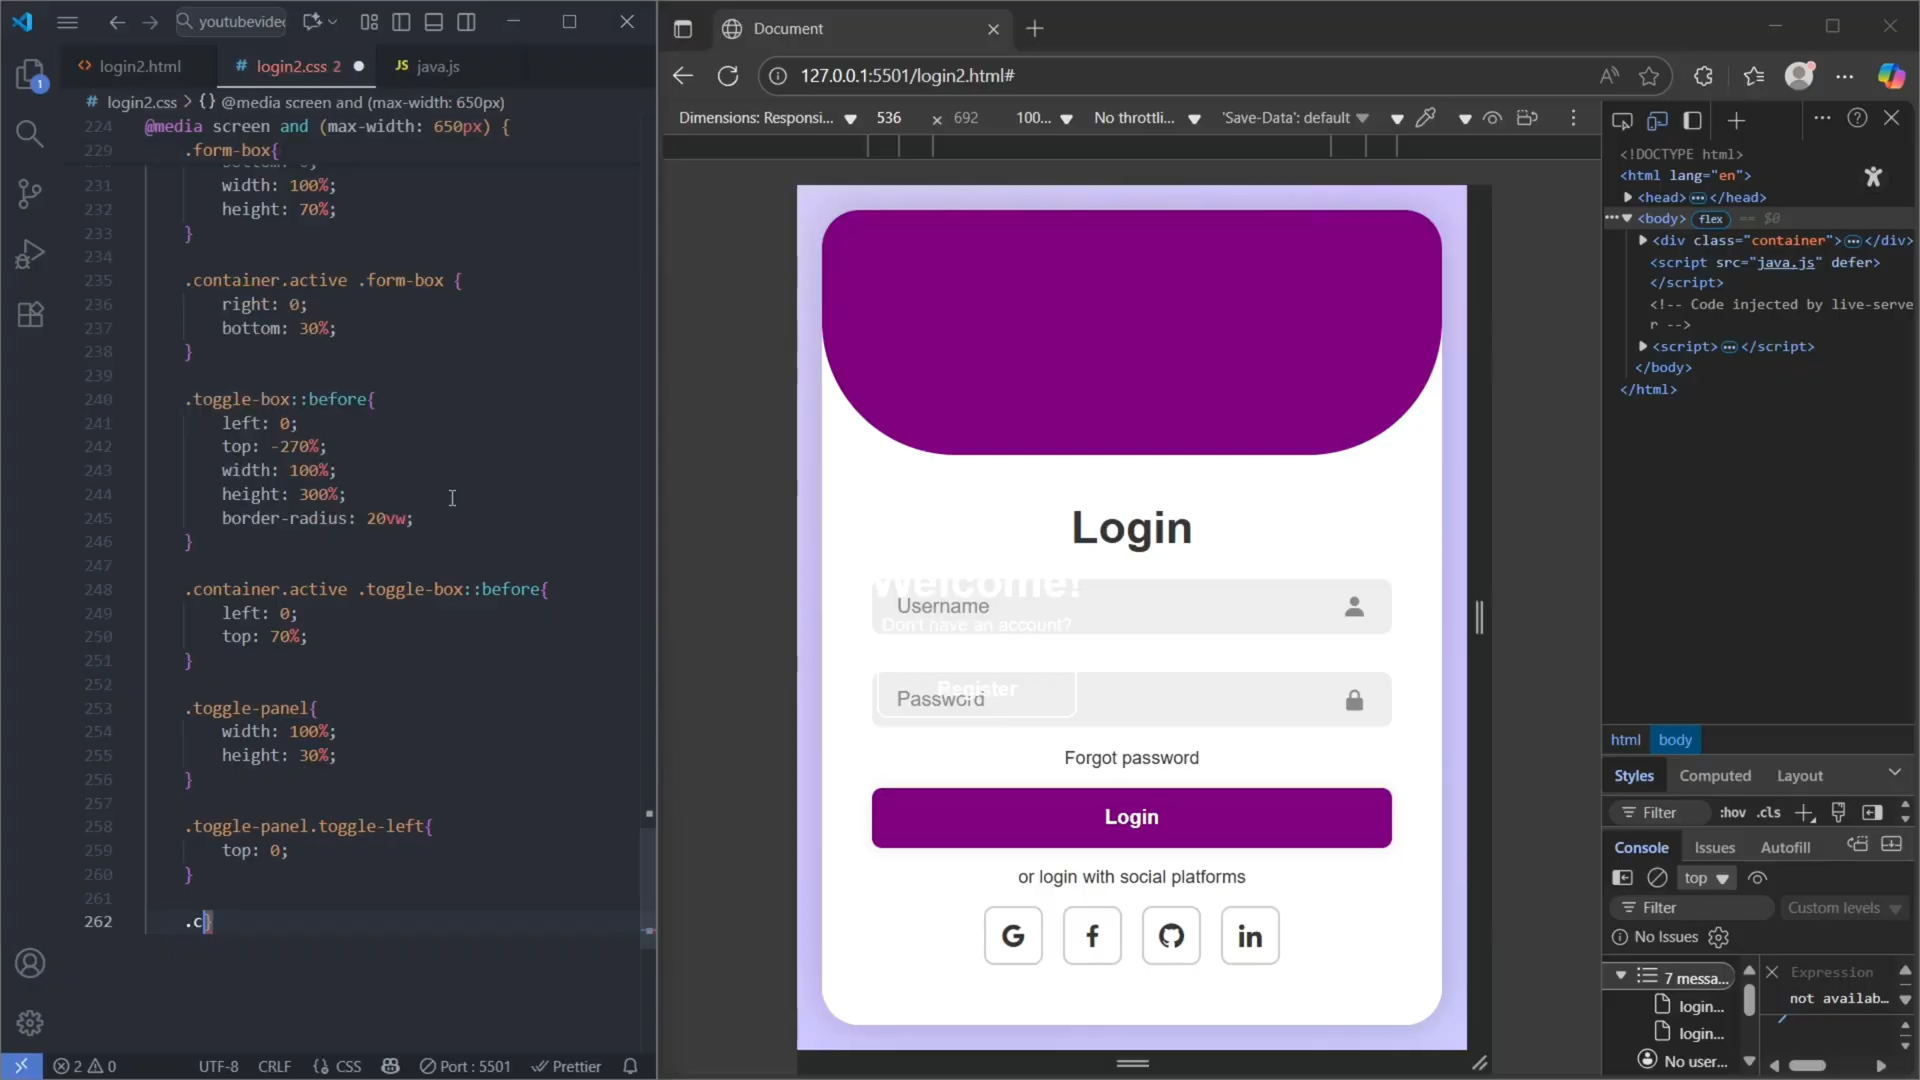 youtubevideo
login2.html
# login2.css 2
JS java.js
# login2.css > {} @media screen and (max-width: 650px)
224 @media screen and (max-width: 650px) {
229 .form-box{
231 width: 100%;
232 height: 70%;
233 }
234
235 .container.active .form-box {
236 right: 0;
237 bottom: 30%;
238 }
239
240 .toggle-box::before{
241 left: 0;
242 top: -270%;
243 width: 100%;
244 height: 300%;
245 border-radius: 20vw;
246 }
247
248 .container.active .toggle-box::before{
249 left: 0;
250 top: 70%;
251 }
252
253 .toggle-panel{
254 width: 100%;
255 height: 30%;
256 }
257
258 .toggle-panel.toggle-left{
259 top: 0;
260 }
261
262 .c}
1
2 0
UTF-8
CRLF
{} CSS
Port : 5501
Prettier
Document
127.0.0.1:5501/login2.html#
Dimensions: Responsi...
536 × 692
100...
No throttli...
'Save-Data': default
Login
Welcome!
Username
Don't have an account?
Register
Password
Forgot password
Login
or login with social platforms
G
f
in
<!DOCTYPE html>
<html lang="en">
<head> ••• </head>
••• <body> flex == $0
<div class="container"> ••• </div>
<script src="java.js" defer>
</script>
<!-- Code injected by live-serve
r -->
<script> ••• </script>
</body>
</html>
html body
Styles Computed Layout
Filter :hov .cls
Console Issues Autofill
top
Filter Custom levels
No Issues
7 messa...
login...
login...
No user...
Expression
not availab...